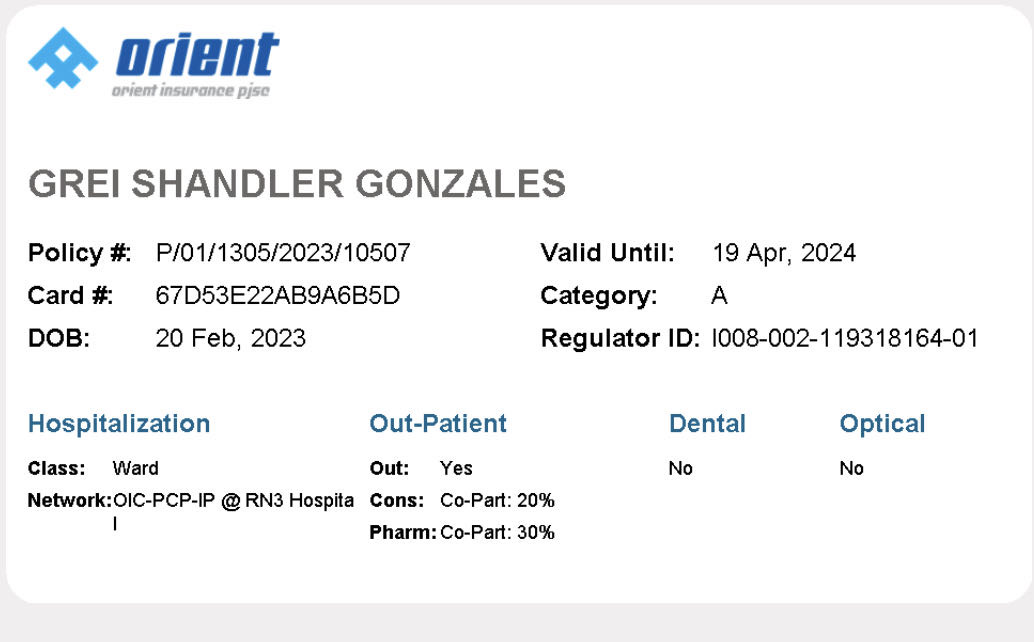 orient
orient insurance pjsc
GREI SHANDLER GONZALES
Policy #: P/01/1305/2023/10507 Valid Until: 19 Apr, 2024
Card #: 67D53E22AB9A6B5D Category: A
DOB: 20 Feb, 2023 Regulator ID: I008-002-119318164-01
Hospitalization Out-Patient Dental Optical
Class: Ward Out: Yes No No
Network:OIC-PCP-IP @ RN3 Hospita Cons: Co-Part: 20%
l
Pharm: Co-Part: 30%